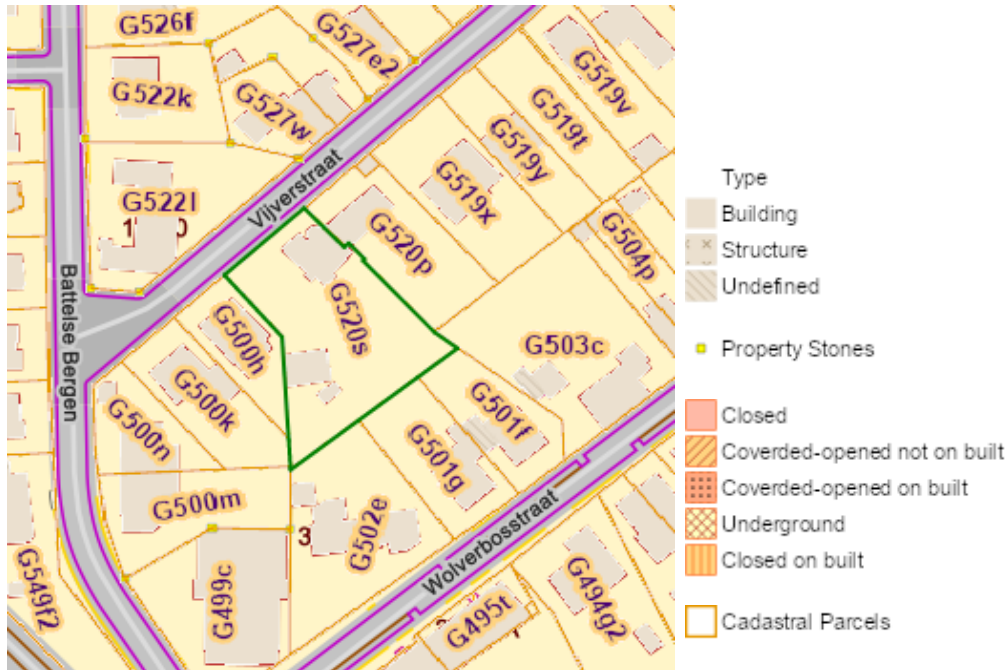 G526f
G527e2
G519v
G522k
G527w
G519t
G519y
Vijverstraat
G519x
G522l
G520p
G504p
Battelse Bergen
G520s
G500h
G503c
G500k
G501f
G500n
G501g
G500m
3
G502e
Wolverbosstraat
G549f2
G499c
G494g2
G495t
Type
Building
Structure
Undefined
Property Stones
Closed
Coverded-opened not on built
Coverded-opened on built
Underground
Closed on built
Cadastral Parcels